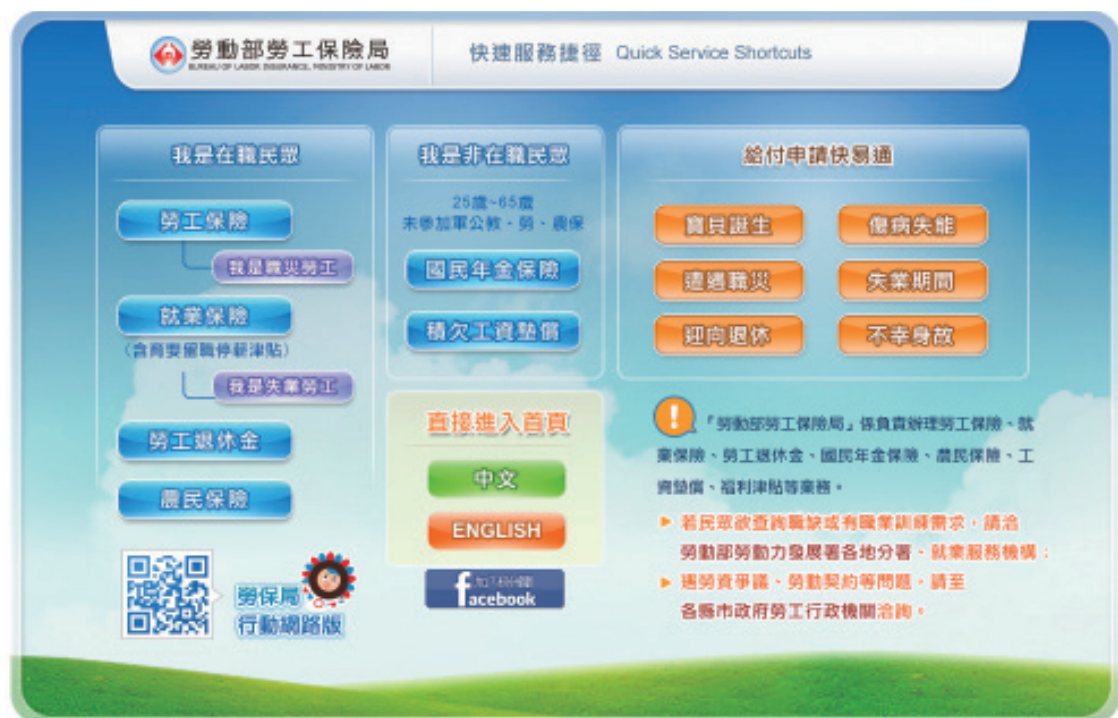 勞動部勞工保險局
BUREAU OF LABOR INSURANCE, MINISTRY OF LABOR
快速服務捷徑 Quick Service Shortcuts
我是在職民眾
勞工保險
我是職災勞工
就業保險
(含育嬰留職停薪津貼)
我是失業勞工
勞工退休金
農民保險
勞保局
行動網路版
我是非在職民眾
25歲~65歲
未參加軍公教、勞、農保
國民年金保險
積欠工資墊償
直接進入首頁
中文
ENGLISH
facebook
給付申請快易通
寶貝誕生
傷病失能
遭遇職災
失業期間
迎向退休
不幸身故
「勞動部勞工保險局」係負責辦理勞工保險、就
業保險、勞工退休金、國民年金保險、農民保險、工
資墊償、福利津貼等業務。
若民眾欲查詢職缺或有職業訓練需求,請洽
勞動部勞動力發展署各地分署、就業服務機構;
遇勞資爭議、勞動契約等問題,請至
各縣市政府勞工行政機關洽詢。